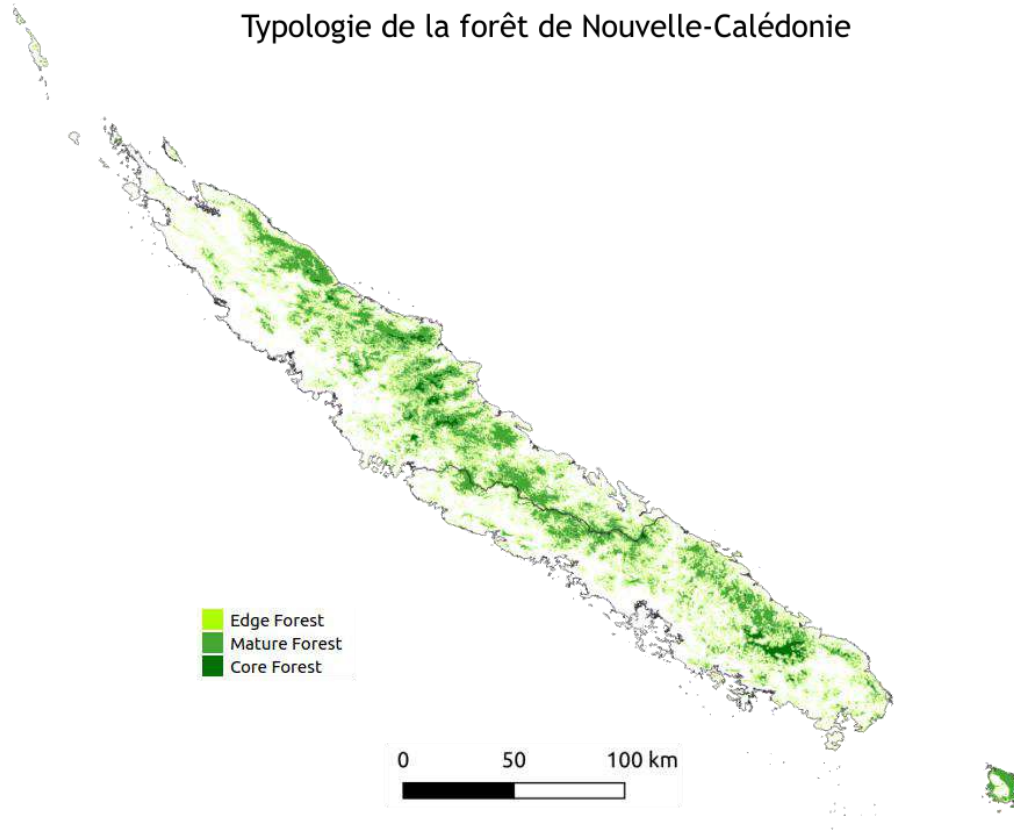 Typologie de la forêt de Nouvelle-Calédonie
Edge Forest
Mature Forest
Core Forest
0 50 100 km